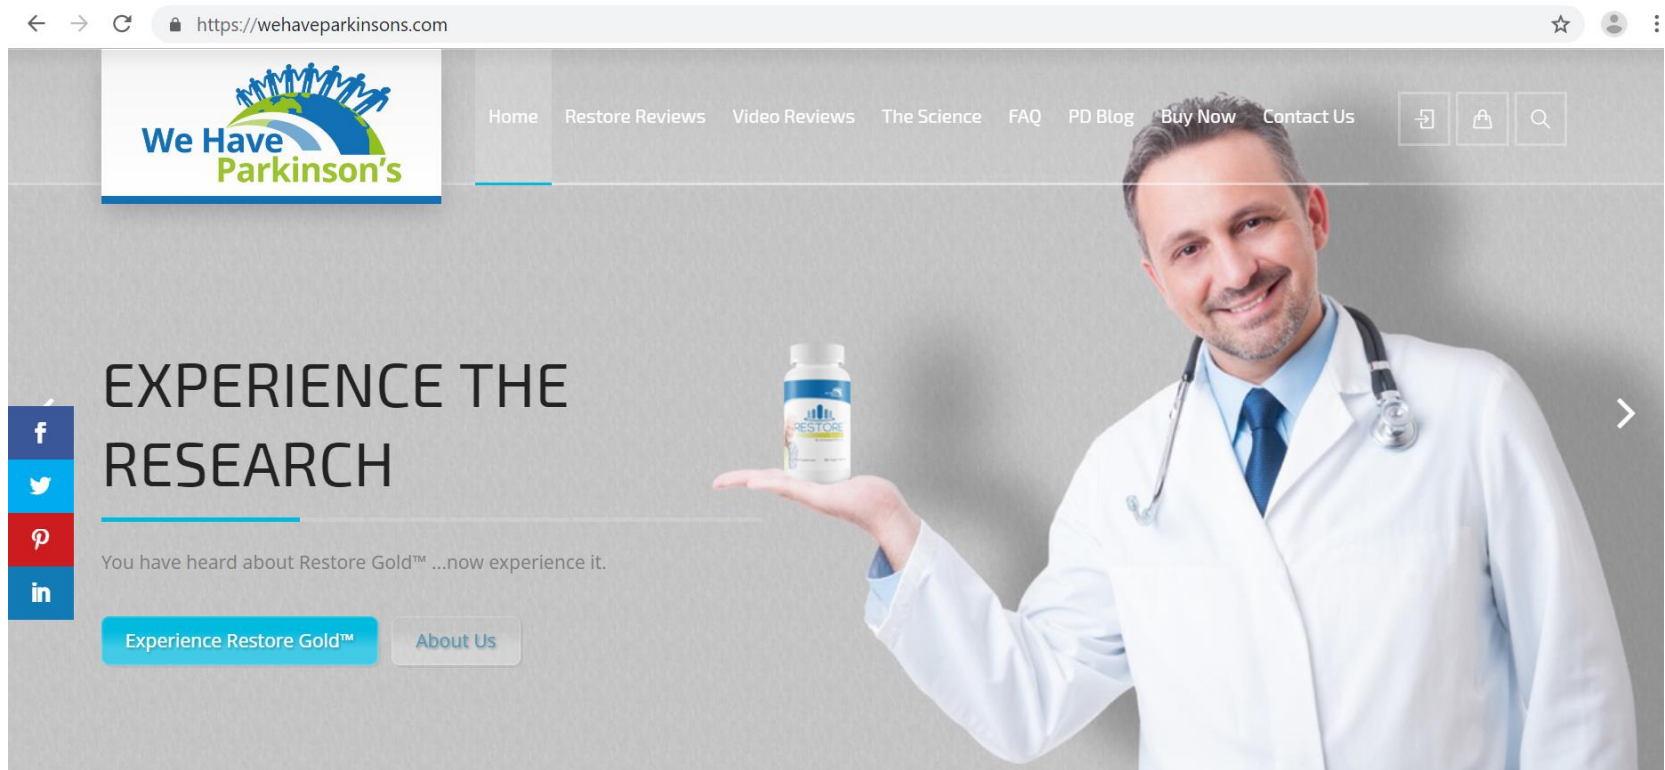 https://wehaveparkinsons.com
We Have
Parkinson's
Home Restore Reviews Video Reviews The Science FAQ PD Blog Buy Now Contact Us
EXPERIENCE THE
RESEARCH
You have heard about Restore Gold™ ...now experience it.
Experience Restore Gold™ About Us
RESTORE
f
in